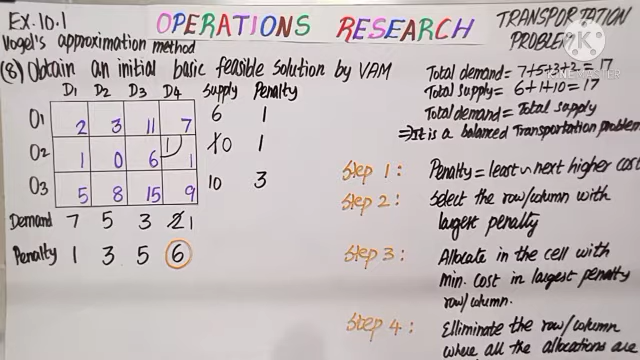 EX.10.1
Vogel's approximation method
OPERATIONS RESEARCH
TRANSPORTATION
PROBLEM
(8) Obtain an initial basic feasible solution by VAM
D1 D2 D3 D4 Supply Penalty
O1 2 3 11 7 6 1
O2 1 0 6 1 1 10 1
O3 5 8 15 9 10 3
Demand 7 5 3 2 1
Penalty 1 3 5 6
Total demand = 7+5+3+2 = 17
Total supply = 6+1+10 = 17
Total demand = Total supply
⇒ It is a balanced Transportation problem
Step 1: Penalty = least ~ next higher cost
Step 2: Select the row/column with
largest penalty
Step 3: Allocate in the cell with
min. cost in largest penalty
row/column.
Step 4: Elliminate the row/column
where all the allocations are